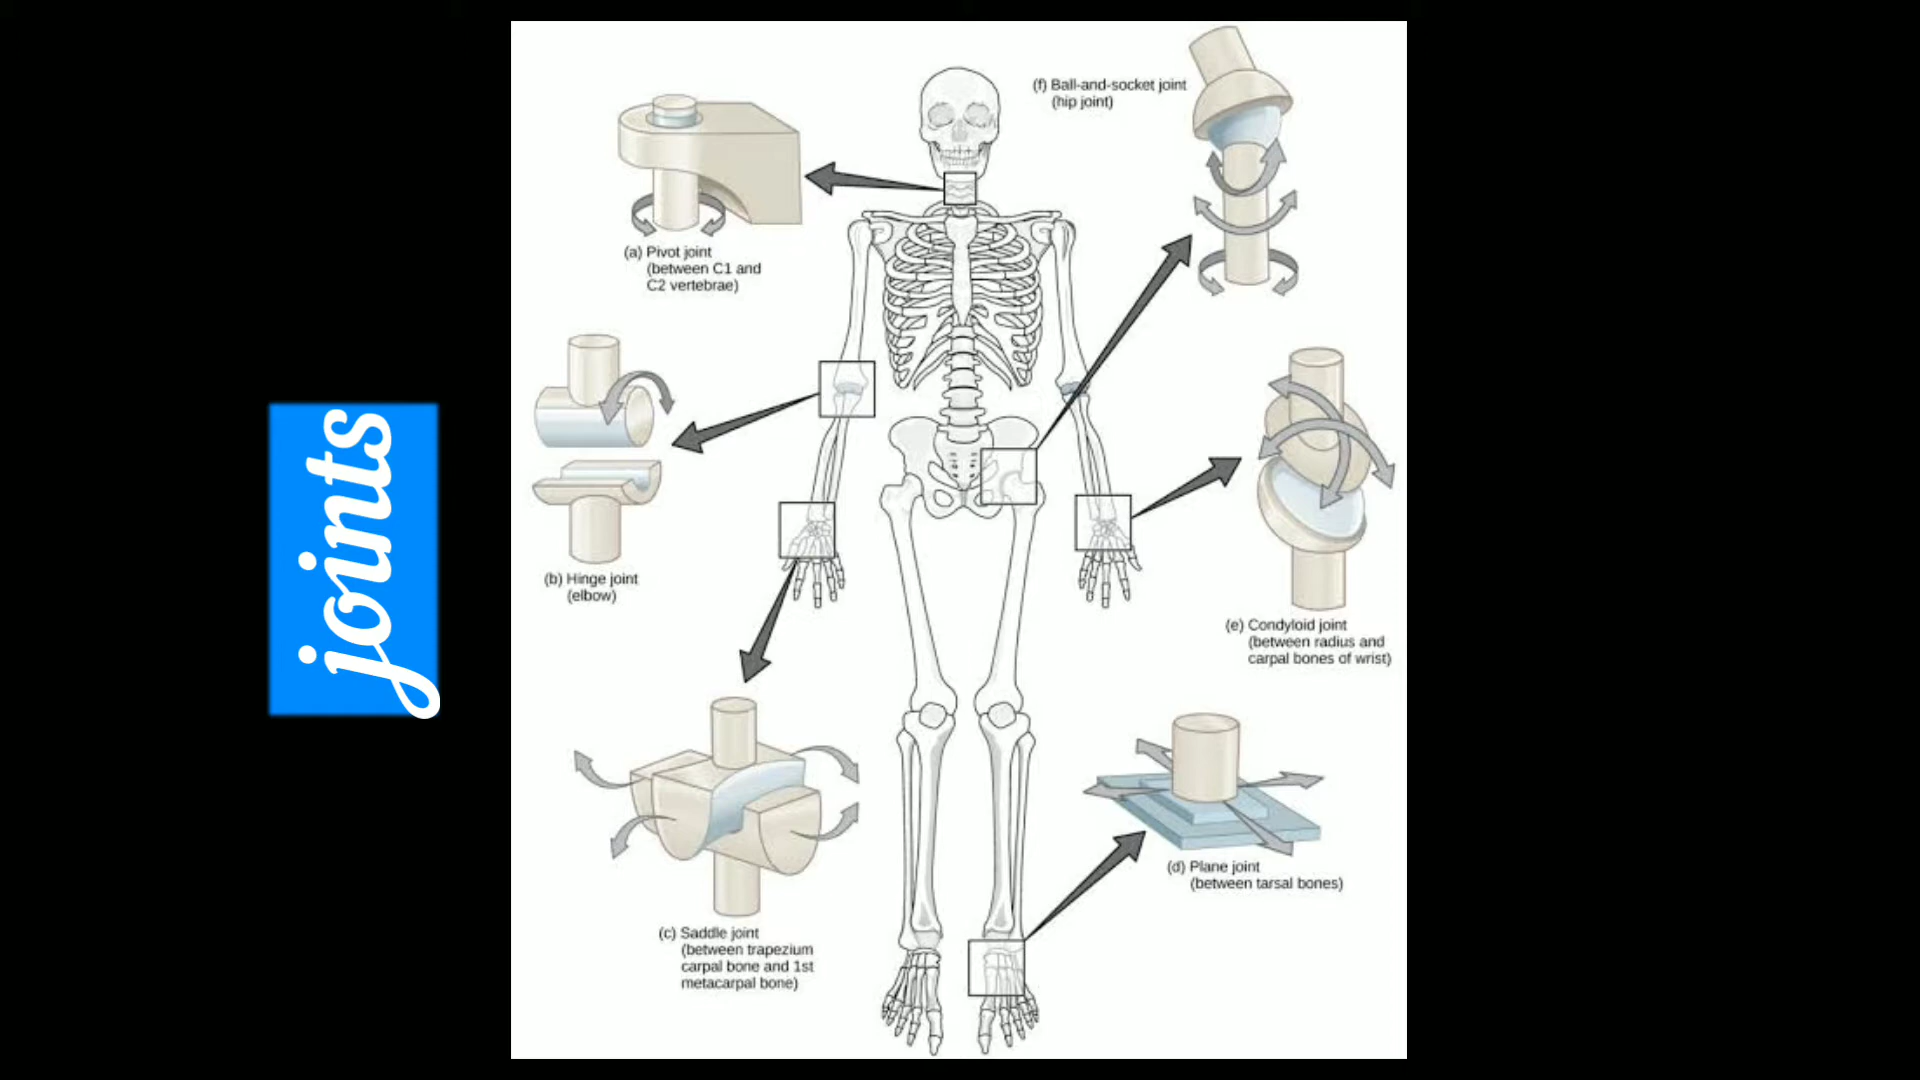 joints
(a) Pivot joint
(between C1 and
C2 vertebrae)
(b) Hinge joint
(elbow)
(c) Saddle joint
(between trapezium
carpal bone and 1st
metacarpal bone)
(f) Ball-and-socket joint
(hip joint)
(e) Condyloid joint
(between radius and
carpal bones of wrist)
(d) Plane joint
(between tarsal bones)